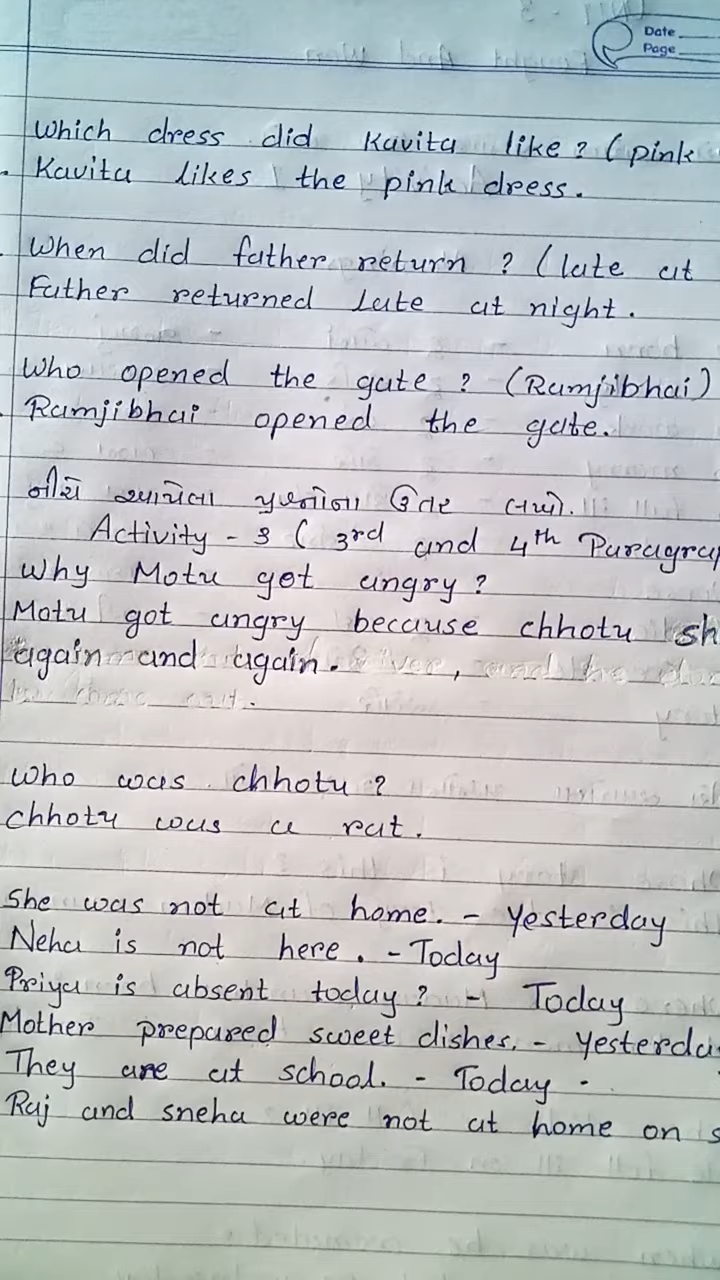 Date
Page
Which dress did Kavita like ? ( pink
Kavita likes the pink dress.
When did father return ? ( late at
Father returned late at night.
Who opened the gate ? (Ramjibhai)
Ramjibhai opened the gate.
નીચે આપેલા પ્રશ્નોના ઉત્તર લખો.
Activity - 3 ( 3rd and 4th Paragrap
Why Motu got angry ?
Motu got angry because chhotu sh
again and again.
Who was chhotu ?
chhotu was a rat.
She was not at home. - Yesterday
Neha is not here. - Today
Priya is absent today ? - Today
Mother prepared sweet dishes. - Yesterda
They are at school. - Today -
Raj and sneha were not at home on s